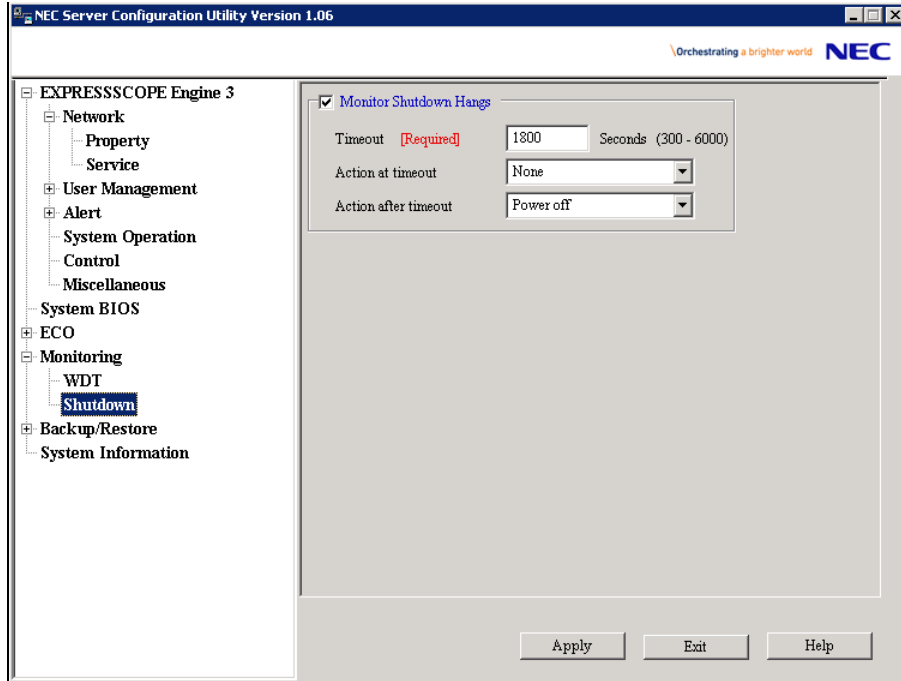 NEC Server Configuration Utility Version 1.06
\Orchestrating a brighter world NEC
EXPRESSSCOPE Engine 3
Network
Property
Service
User Management
Alert
System Operation
Control
Miscellaneous
System BIOS
ECO
Monitoring
WDT
Shutdown
Backup/Restore
System Information
Monitor Shutdown Hangs
Timeout [Required] 1800 Seconds (300 - 6000)
Action at timeout None
Action after timeout Power off
Apply Exit Help